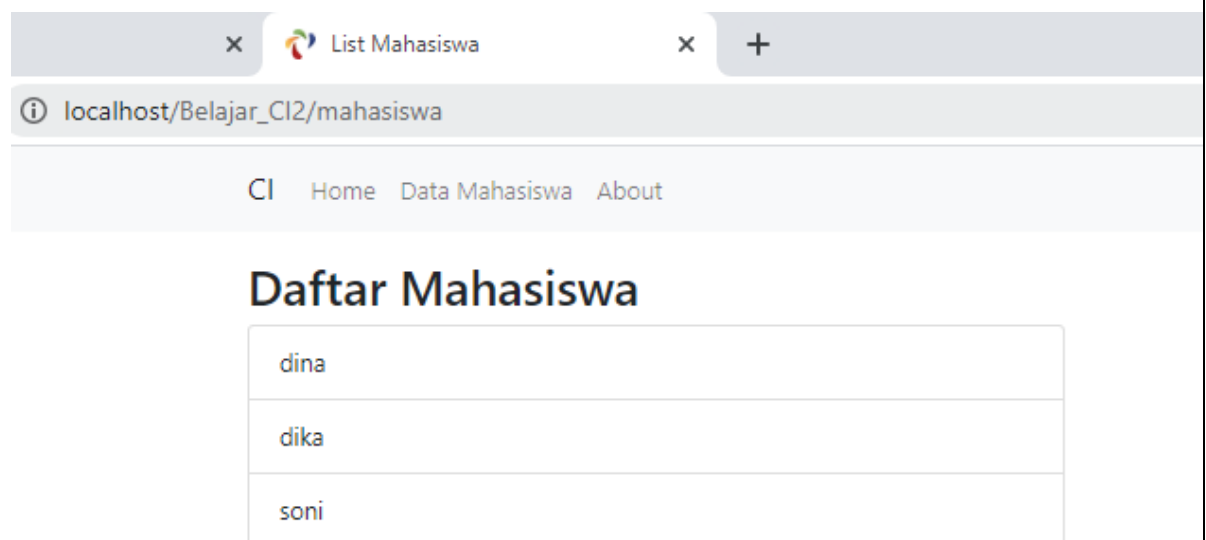 List Mahasiswa
localhost/Belajar_CI2/mahasiswa
CI Home Data Mahasiswa About
Daftar Mahasiswa
dina
dika
soni